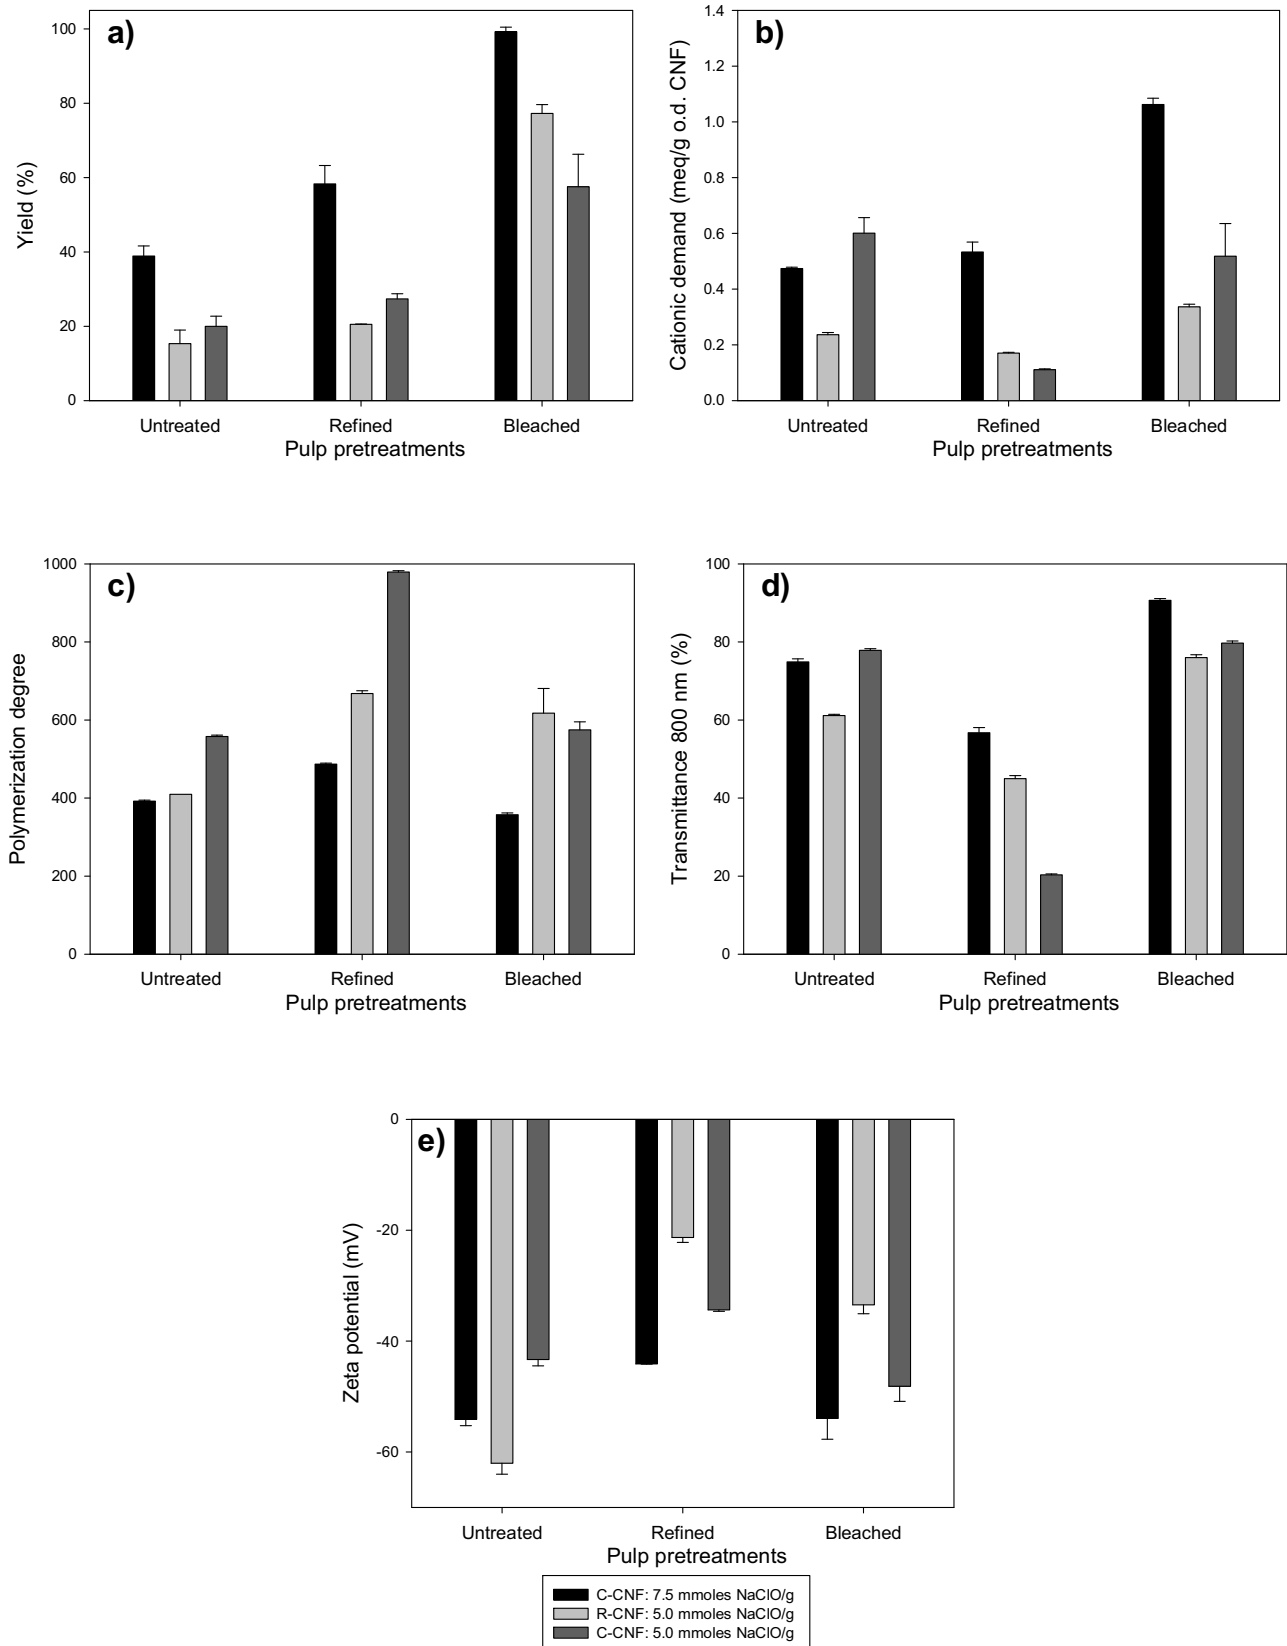 a)
100
80
60
40
20
0
Yield (%)
Untreated Refined Bleached
Pulp pretreatments
b)
1.4
1.2
1.0
0.8
0.6
0.4
0.2
0.0
Cationic demand (meq/g o.d. CNF)
Untreated Refined Bleached
Pulp pretreatments
c)
1000
800
600
400
200
0
Polymerization degree
Untreated Refined Bleached
Pulp pretreatments
d)
100
80
60
40
20
0
Transmittance 800 nm (%)
Untreated Refined Bleached
Pulp pretreatments
e)
0
-20
-40
-60
Zeta potential (mV)
Untreated Refined Bleached
Pulp pretreatments
C-CNF: 7.5 mmoles NaClO/g
R-CNF: 5.0 mmoles NaClO/g
C-CNF: 5.0 mmoles NaClO/g